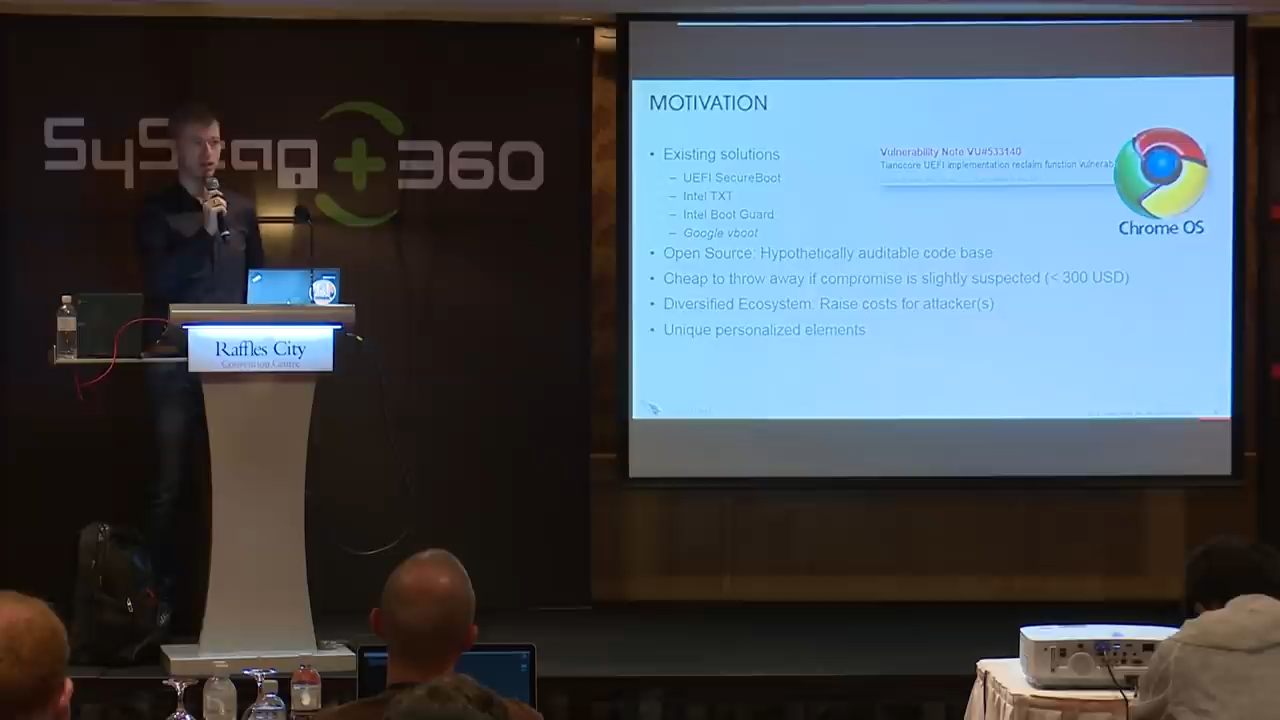 SyScan+360
Raffles City
Convention Centre
MOTIVATION
• Existing solutions
– UEFI SecureBoot
– Intel TXT
– Intel Boot Guard
– Google vboot
• Open Source: Hypothetically auditable code base
• Cheap to throw away if compromise is slightly suspected (< 300 USD)
• Diversified Ecosystem. Raise costs for attacker(s)
• Unique personalized elements
Vulnerability Note VU#533140
Tianocore UEFI implementation reclaim function vulnerab
Chrome OS